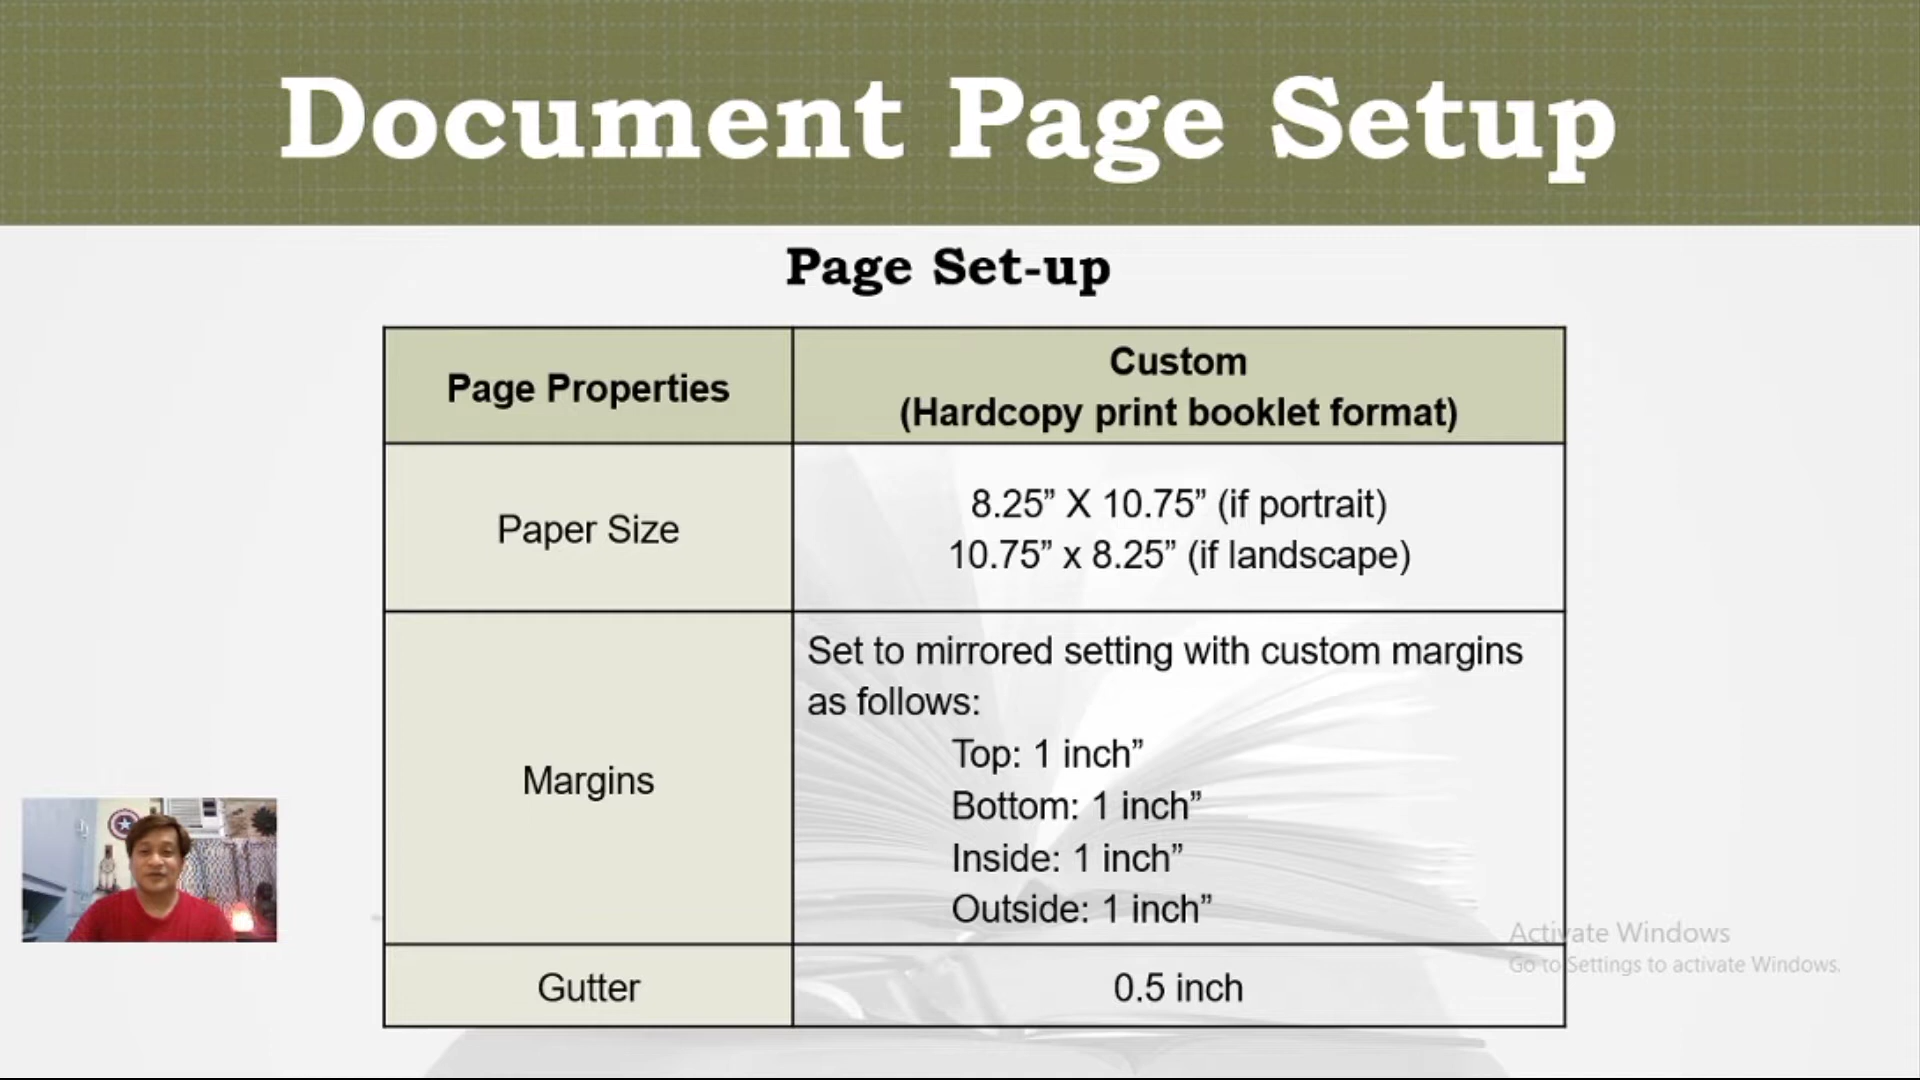 Document Page Setup
Page Set-up
Page Properties
Custom
(Hardcopy print booklet format)
Paper Size
8.25” X 10.75” (if portrait)
10.75” x 8.25” (if landscape)
Margins
Set to mirrored setting with custom margins
as follows:
Top: 1 inch”
Bottom: 1 inch”
Inside: 1 inch”
Outside: 1 inch”
Gutter
0.5 inch
Activate Windows
Go to Settings to activate Windows.